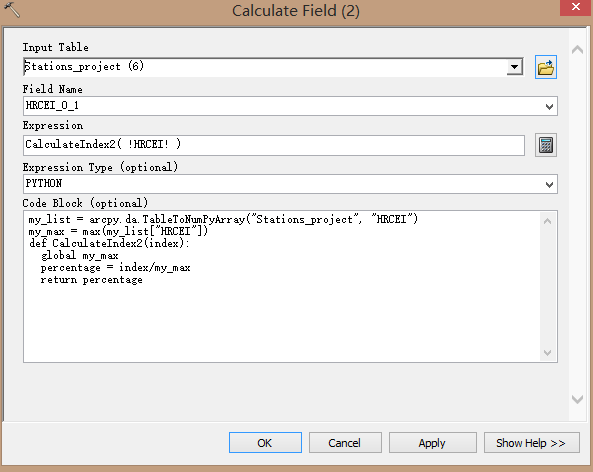 Calculate Field (2)
Input Table
Stations_project (6)
Field Name
HRCEI_0_1
Expression
CalculateIndex2( !HRCEI! )
Expression Type (optional)
PYTHON
Code Block (optional)
my_list = arcpy.da.TableToNumPyArray("Stations_project", "HRCEI")
my_max = max(my_list["HRCEI"])
def CalculateIndex2(index):
  global my_max
  percentage = index/my_max
  return percentage
OK Cancel Apply Show Help >>